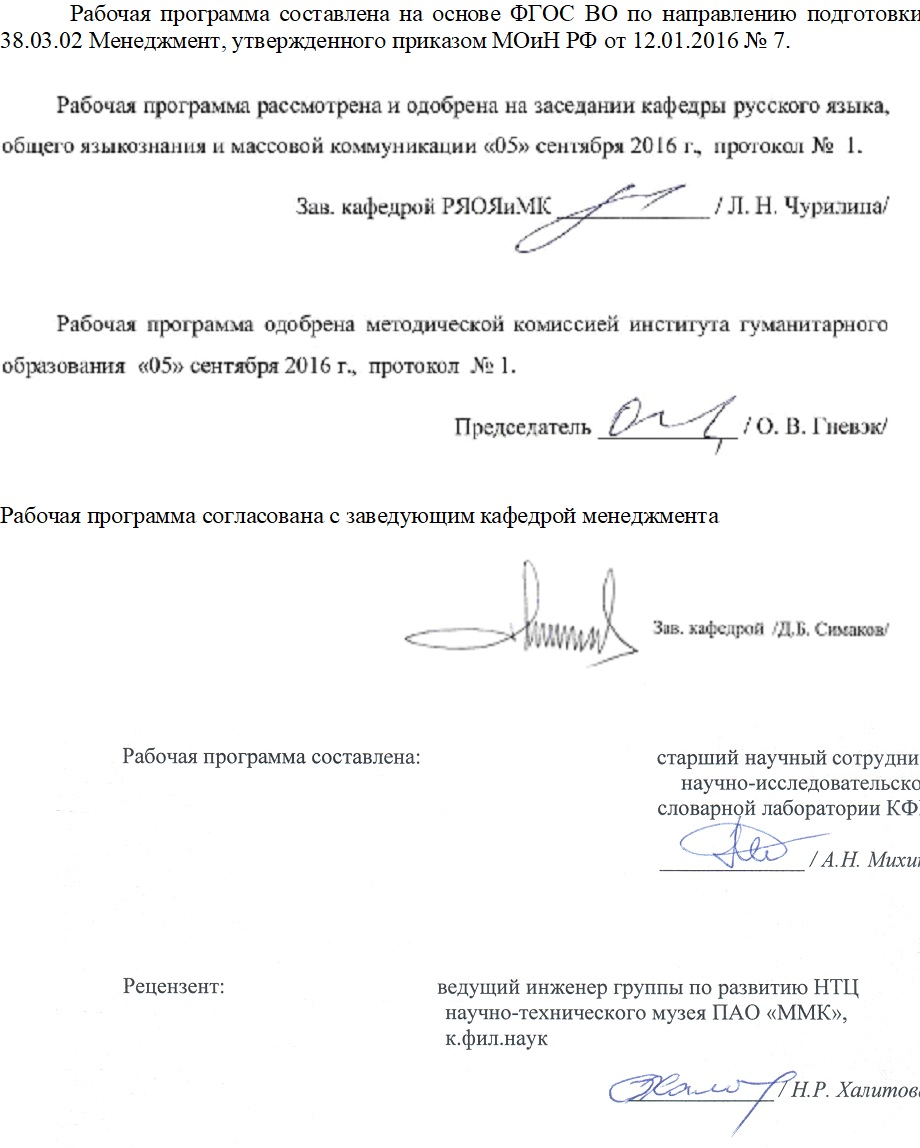 Рабочая программа составлена на основе ФГОС ВО по направлению подготовки
38.03.02 Менеджмент, утвержденного приказом МОиН РФ от 12.01.2016 № 7.
Рабочая программа рассмотрена и одобрена на заседании кафедры русского языка,
общего языкознания и массовой коммуникации «05» сентября 2016 г., протокол № 1.
Зав. кафедрой РЯОЯиМК / Л. Н. Чурилина/
Рабочая программа одобрена методической комиссией института гуманитарного
образования «05» сентября 2016 г., протокол № 1.
Председатель / О. В. Гневэк/
Рабочая программа согласована с заведующим кафедрой менеджмента
Зав. кафедрой /Д.Б. Симаков/
Рабочая программа составлена: старший научный сотрудни
научно-исследовательско
словарной лаборатории КФ
/ А.Н. Михин
Рецензент: ведущий инженер группы по развитию НТЦ
научно-технического музея ПАО «ММК»,
к.фил.наук
/ Н.Р. Халитова